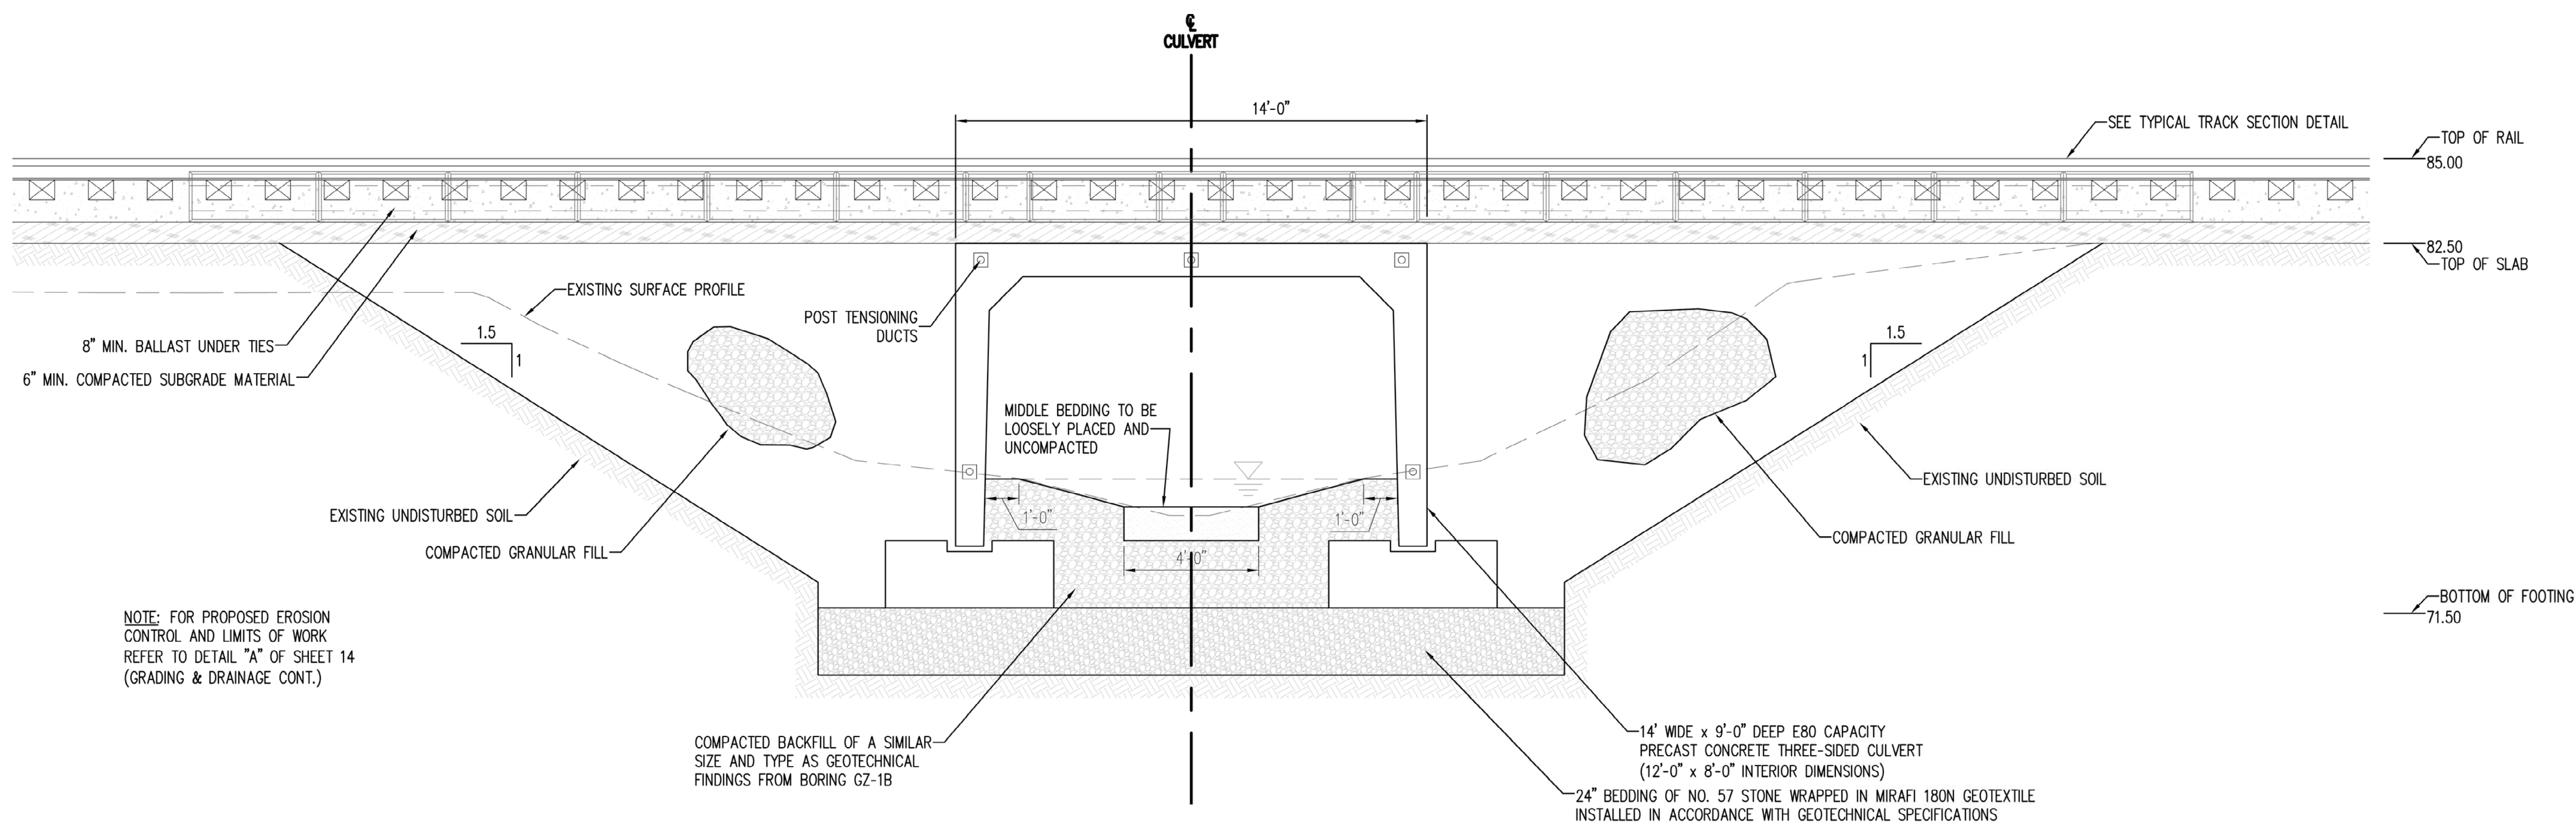 ℄
CULVERT
14'-0"
SEE TYPICAL TRACK SECTION DETAIL
TOP OF RAIL
85.00
82.50
TOP OF SLAB
EXISTING SURFACE PROFILE
POST TENSIONING
DUCTS
1.5
1
1.5
1
8" MIN. BALLAST UNDER TIES
6" MIN. COMPACTED SUBGRADE MATERIAL
MIDDLE BEDDING TO BE
LOOSELY PLACED AND
UNCOMPACTED
EXISTING UNDISTURBED SOIL
EXISTING UNDISTURBED SOIL
1'-0"
1'-0"
COMPACTED GRANULAR FILL
COMPACTED GRANULAR FILL
4'-0"
BOTTOM OF FOOTING
71.50
NOTE: FOR PROPOSED EROSION
CONTROL AND LIMITS OF WORK
REFER TO DETAIL "A" OF SHEET 14
(GRADING & DRAINAGE CONT.)
COMPACTED BACKFILL OF A SIMILAR
SIZE AND TYPE AS GEOTECHNICAL
FINDINGS FROM BORING GZ-1B
14' WIDE x 9'-0" DEEP E80 CAPACITY
PRECAST CONCRETE THREE-SIDED CULVERT
(12'-0" x 8'-0" INTERIOR DIMENSIONS)
24" BEDDING OF NO. 57 STONE WRAPPED IN MIRAFI 180N GEOTEXTILE
INSTALLED IN ACCORDANCE WITH GEOTECHNICAL SPECIFICATIONS